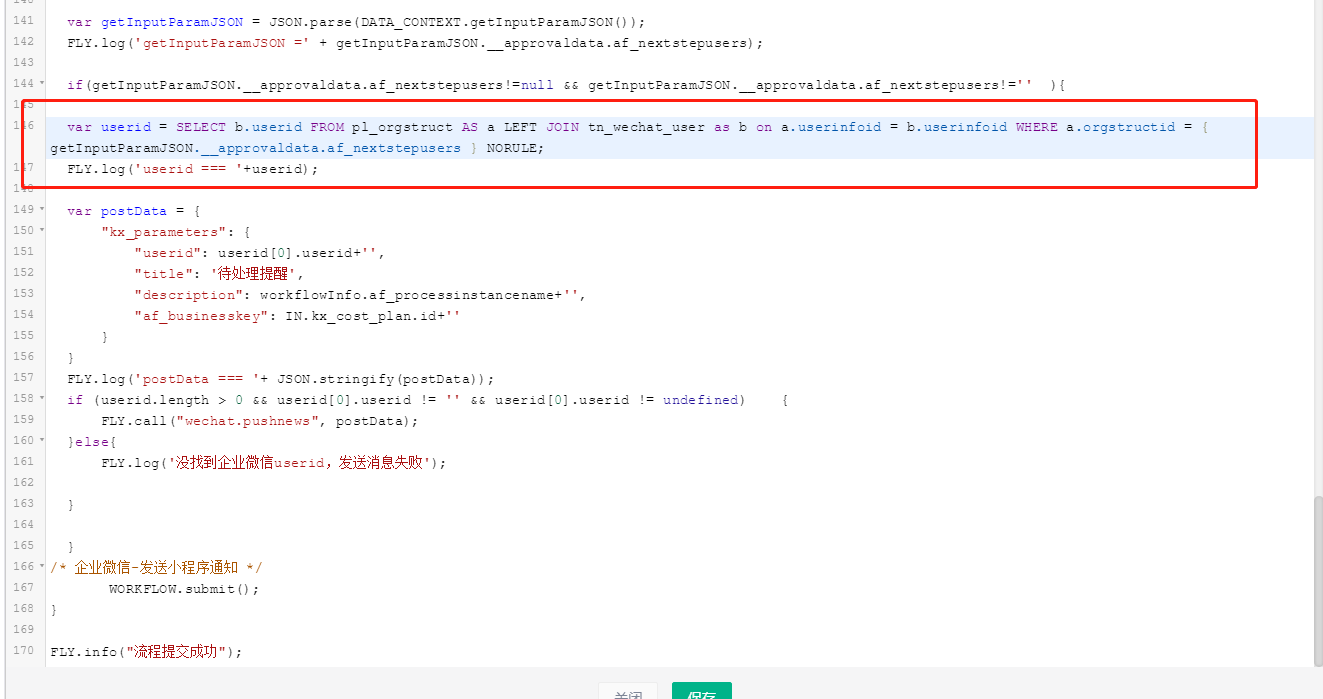 141 var getInputParamJSON = JSON.parse(DATA_CONTEXT.getInputParamJSON());
142 FLY.log('getInputParamJSON =' + getInputParamJSON.__approvaldata.af_nextstepusers);
143
144 if(getInputParamJSON.__approvaldata.af_nextstepusers!=null && getInputParamJSON.__approvaldata.af_nextstepusers!=''  ){
145
146 var userid = SELECT b.userid FROM pl_orgstruct AS a LEFT JOIN tn_wechat_user as b on a.userinfoid = b.userinfoid WHERE a.orgstructid = {
getInputParamJSON.__approvaldata.af_nextstepusers } NORULE;
147 FLY.log('userid === '+userid);
148
149 var postData = {
150 "kx_parameters": {
151 "userid": userid[0].userid+'',
152 "title": '待处理提醒',
153 "description": workflowInfo.af_processinstancename+'',
154 "af_businesskey": IN.kx_cost_plan.id+''
155 }
156 }
157 FLY.log('postData === '+ JSON.stringify(postData));
158 if (userid.length > 0 && userid[0].userid != '' && userid[0].userid != undefined)    {
159 FLY.call("wechat.pushnews", postData);
160 }else{
161 FLY.log('没找到企业微信userid，发送消息失败');
162
163 }
164
165 }
166 /* 企业微信-发送小程序通知 */
167 WORKFLOW.submit();
168 }
169
170 FLY.info("流程提交成功");
关闭 保存